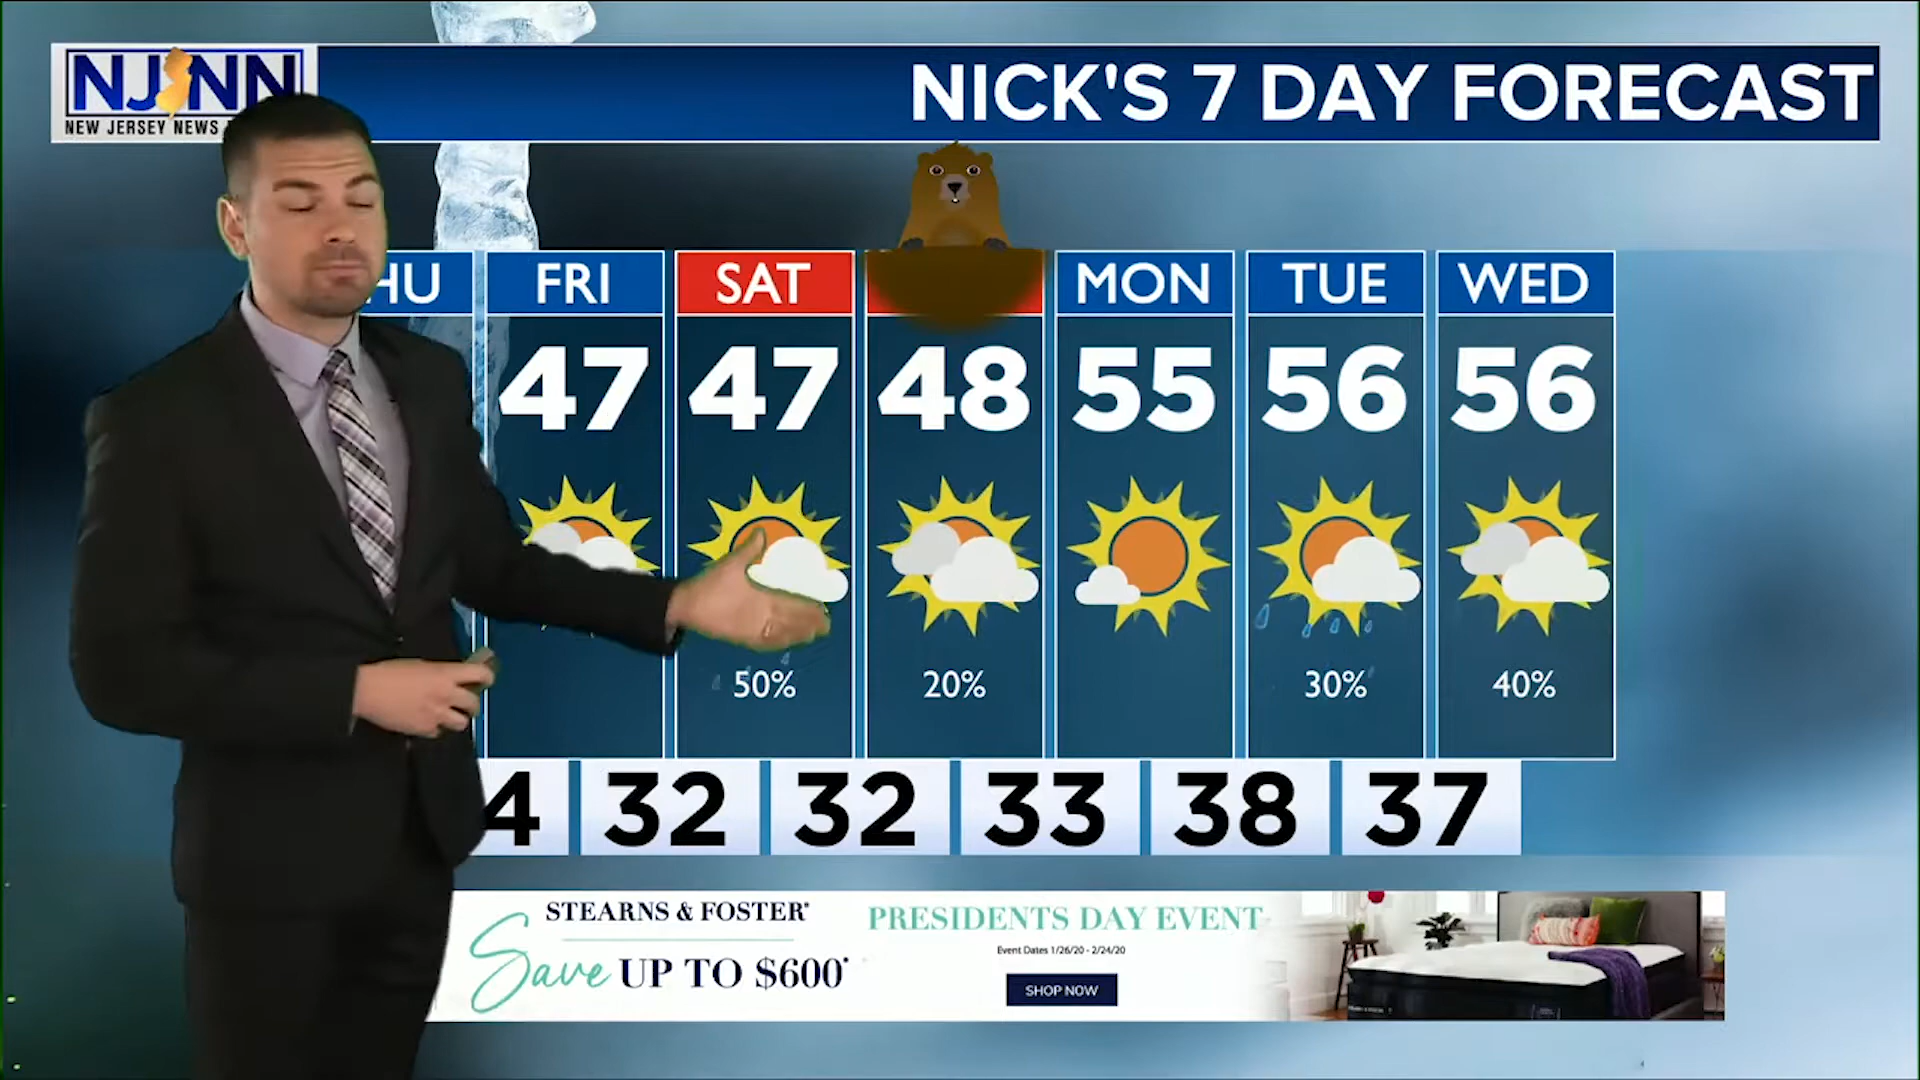 NJNN
NEW JERSEY NEWS
NICK'S 7 DAY FORECAST
HU FRI SAT MON TUE WED
47 47 48 55 56 56
50% 20% 30% 40%
4 32 32 33 38 37
STEARNS & FOSTER®
Save UP TO $600*
PRESIDENTS DAY EVENT
Event Dates 1/26/20 - 2/24/20
SHOP NOW